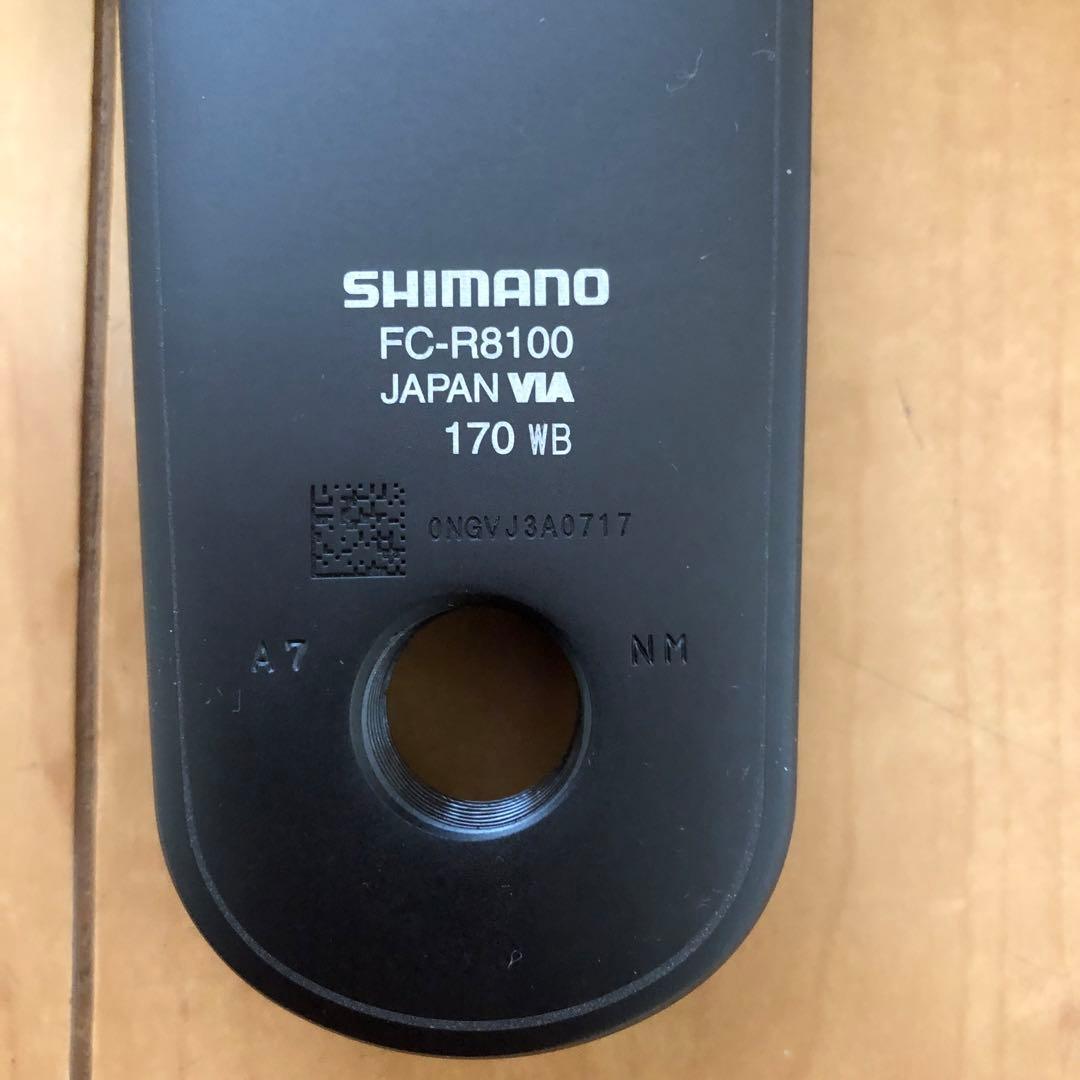 SHIMANO
FC-R8100
JAPAN VIA
170 WB
0NGVJ3A0717
A7 NM